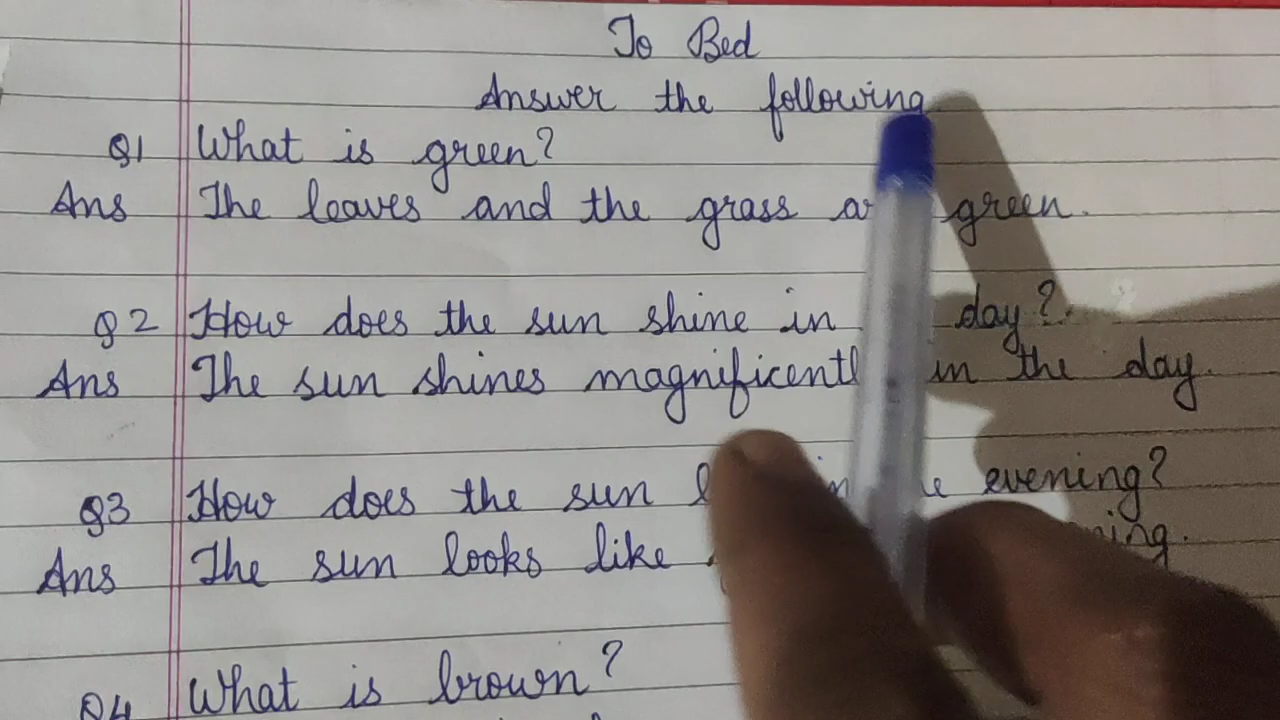 To Bed
Answer the following
Q1 What is green?
Ans The leaves and the grass green.
Q2 How does the sun shine in day?
Ans The sun shines in the day.
Q3 How does the sun evening?
Ans The sun looks like
Q4 What is brown?